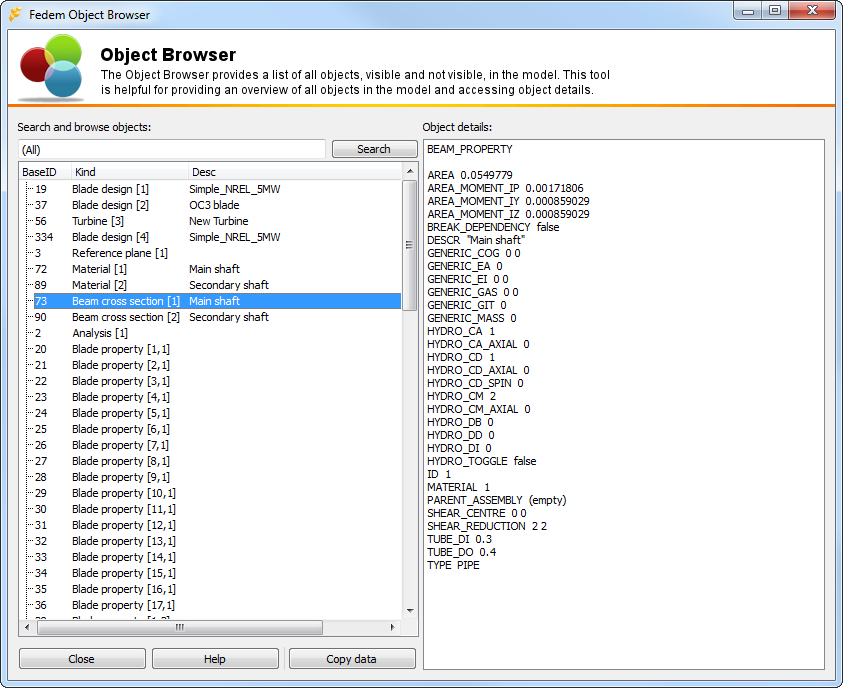 Fedem Object Browser
Object Browser
The Object Browser provides a list of all objects, visible and not visible, in the model. This tool
is helpful for providing an overview of all objects in the model and accessing object details.
Search and browse objects:
(All)
Search
BaseID Kind Desc
19 Blade design [1] Simple_NREL_5MW
37 Blade design [2] OC3 blade
56 Turbine [3] New Turbine
334 Blade design [4] Simple_NREL_5MW
3 Reference plane [1]
72 Material [1] Main shaft
89 Material [2] Secondary shaft
73 Beam cross section [1] Main shaft
90 Beam cross section [2] Secondary shaft
2 Analysis [1]
20 Blade property [1,1]
21 Blade property [2,1]
22 Blade property [3,1]
23 Blade property [4,1]
24 Blade property [5,1]
25 Blade property [6,1]
26 Blade property [7,1]
27 Blade property [8,1]
28 Blade property [9,1]
29 Blade property [10,1]
30 Blade property [11,1]
31 Blade property [12,1]
32 Blade property [13,1]
33 Blade property [14,1]
34 Blade property [15,1]
35 Blade property [16,1]
36 Blade property [17,1]
Close
Help
Copy data
Object details:
BEAM_PROPERTY
AREA 0.0549779
AREA_MOMENT_IP 0.00171806
AREA_MOMENT_IY 0.000859029
AREA_MOMENT_IZ 0.000859029
BREAK_DEPENDENCY false
DESCR "Main shaft"
GENERIC_COG 0 0
GENERIC_EA 0
GENERIC_EI 0 0
GENERIC_GAS 0 0
GENERIC_GIT 0
GENERIC_MASS 0
HYDRO_CA 1
HYDRO_CA_AXIAL 0
HYDRO_CD 1
HYDRO_CD_AXIAL 0
HYDRO_CD_SPIN 0
HYDRO_CM 2
HYDRO_CM_AXIAL 0
HYDRO_DB 0
HYDRO_DD 0
HYDRO_DI 0
HYDRO_TOGGLE false
ID 1
MATERIAL 1
PARENT_ASSEMBLY (empty)
SHEAR_CENTRE 0 0
SHEAR_REDUCTION 2 2
TUBE_DI 0.3
TUBE_DO 0.4
TYPE PIPE